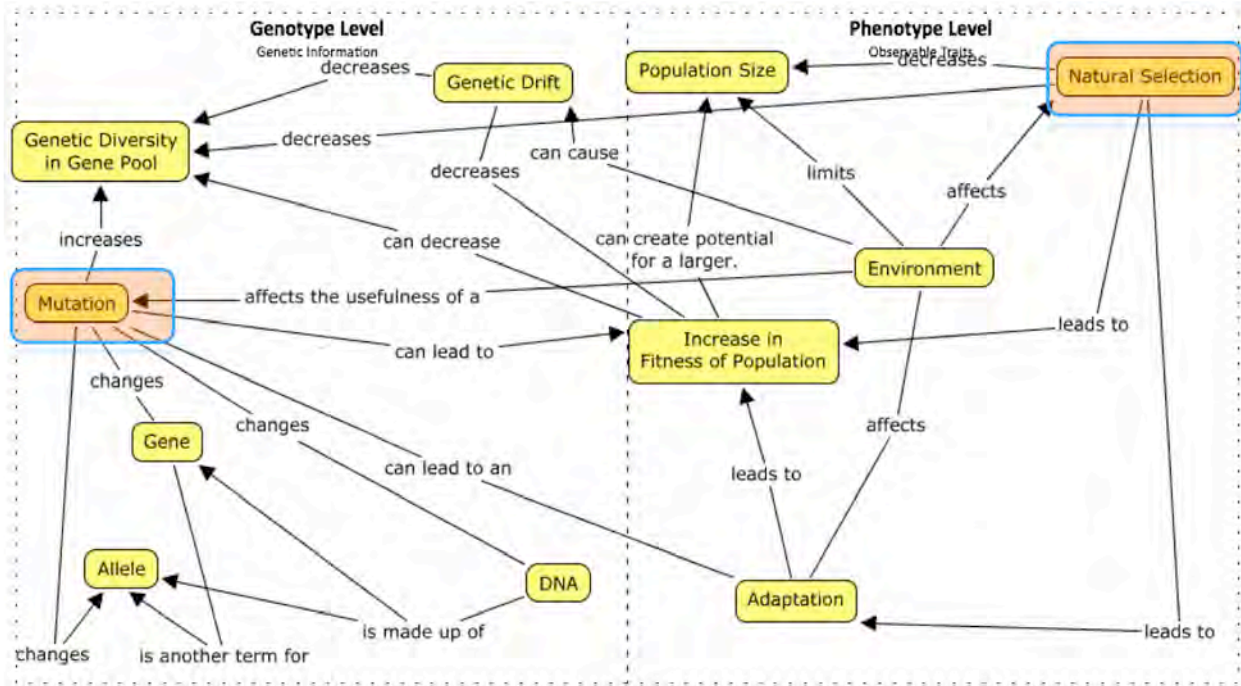 Genotype Level
Genetic Information
Phenotype Level
Observable Traits
decreases
Genetic Drift
Population Size
decreases
Natural Selection
Genetic Diversity
in Gene Pool
decreases
can cause
decreases
limits
affects
increases
can decrease
can create potential
for a larger.
Environment
Mutation
affects the usefulness of a
can lead to
Increase in
Fitness of Population
leads to
changes
Gene
changes
affects
can lead to an
leads to
Allele
DNA
Adaptation
is made up of
leads to
changes
is another term for